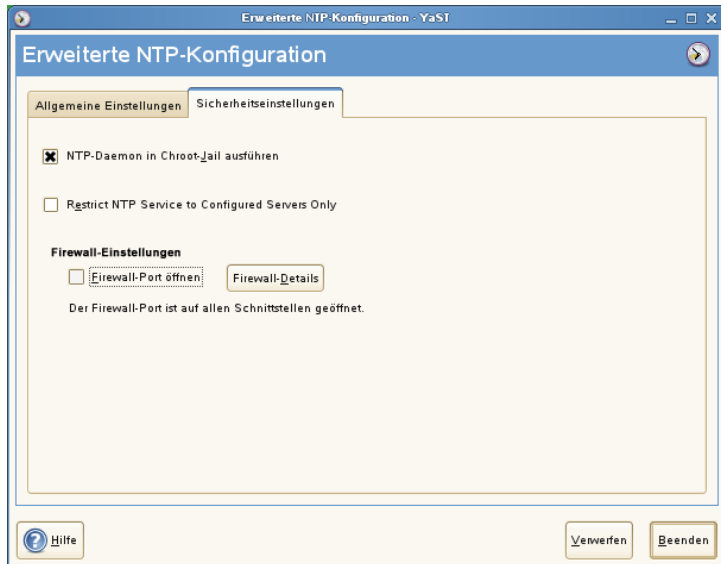 Erweiterte NTP-Konfiguration - YaST
Erweiterte NTP-Konfiguration
Allgemeine Einstellungen
Sicherheitseinstellungen
NTP-Daemon in Chroot-Jail ausführen
Restrict NTP Service to Configured Servers Only
Firewall-Einstellungen
Firewall-Port öffnen
Firewall-Details
Der Firewall-Port ist auf allen Schnittstellen geöffnet.
Hilfe
Verwerfen
Beenden